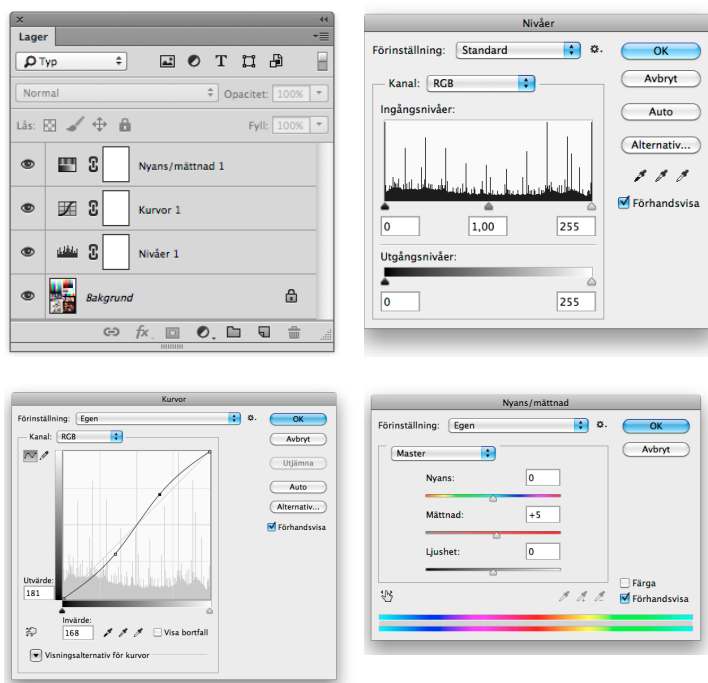 Lager
Typ
Normal
Opacitet: 100%
Lås:
Fyll: 100%
Nyans/mättnad 1
Kurvor 1
Nivåer 1
Bakgrund
fx
Nivåer
Förinställning: Standard
OK
Kanal: RGB
Avbryt
Ingångsnivåer:
Auto
Alternativ...
Förhandsvisa
0 1,00 255
Utgångsnivåer:
0 255
Kurvor
Förinställning: Egen
OK
Kanal: RGB
Avbryt
Utjämna
Auto
Alternativ...
Förhandsvisa
Utvärde:
181
Invärde:
168
Visa bortfall
Visningsalternativ för kurvor
Nyans/mättnad
Förinställning: Egen
OK
Master
Avbryt
Nyans: 0
Mättnad: +5
Ljushet: 0
Färga
Förhandsvisa